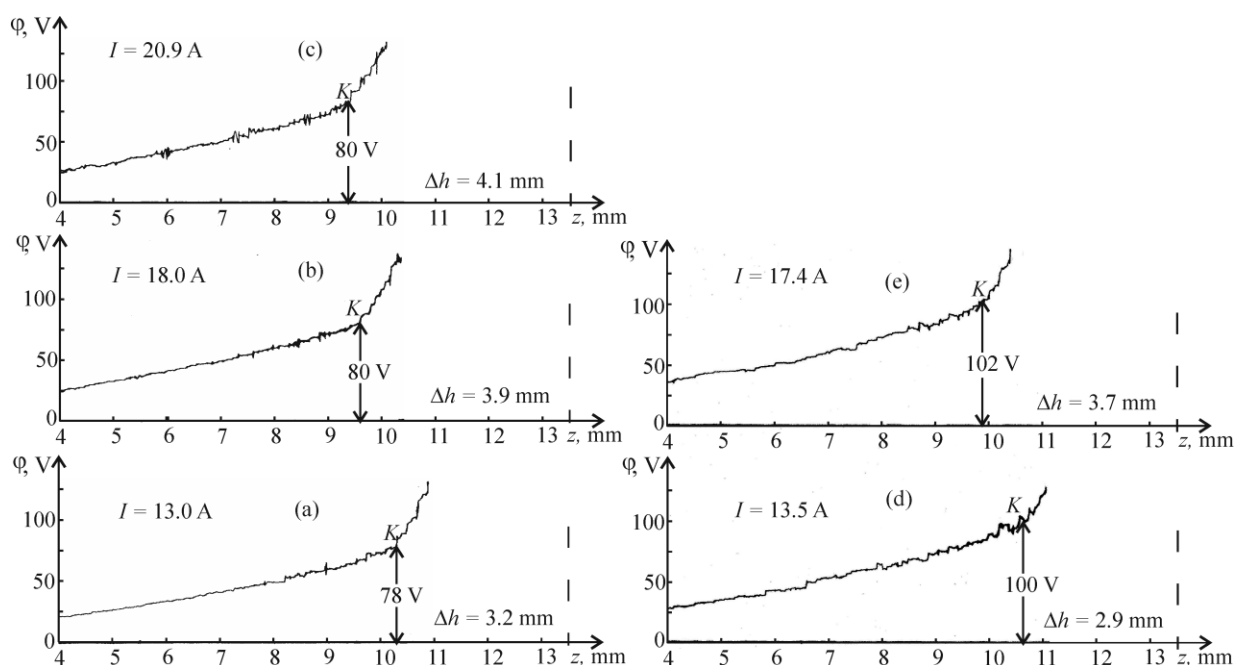 φ, V
I = 20.9 A
(c)
100
K
50
80 V
Δh = 4.1 mm
0
4 5 6 7 8 9 10 11 12 13 z, mm
φ, V
I = 18.0 A
(b)
100
K
50
80 V
Δh = 3.9 mm
0
4 5 6 7 8 9 10 11 12 13 z, mm
φ, V
I = 17.4 A
(e)
100
K
50
102 V
Δh = 3.7 mm
0
4 5 6 7 8 9 10 11 12 13 z, mm
φ, V
I = 13.0 A
(a)
100
K
50
78 V
Δh = 3.2 mm
0
4 5 6 7 8 9 10 11 12 13 z, mm
φ, V
I = 13.5 A
(d)
100
K
50
100 V
Δh = 2.9 mm
0
4 5 6 7 8 9 10 11 12 13 z, mm